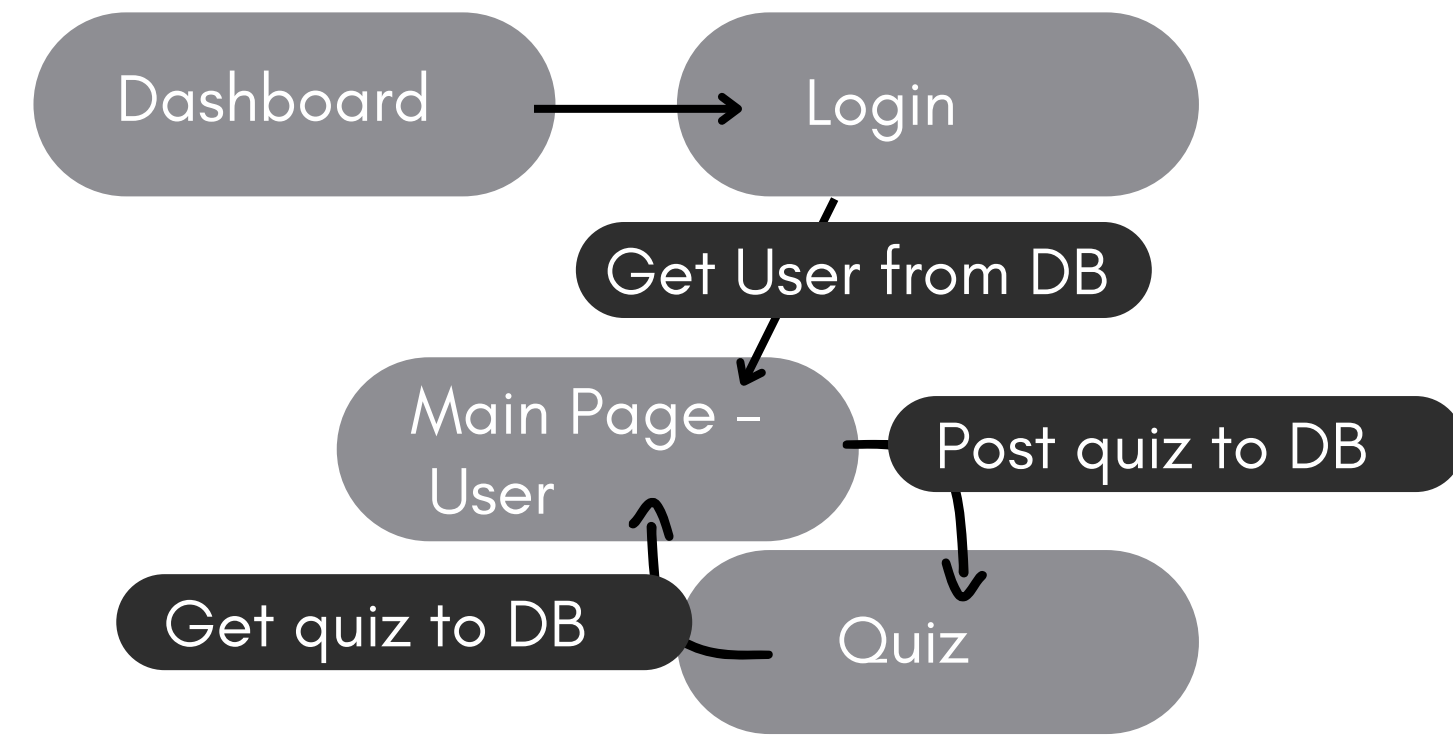 Dashboard
Login
Get User from DB
Main Page -
User
Post quiz to DB
Get quiz to DB
Quiz